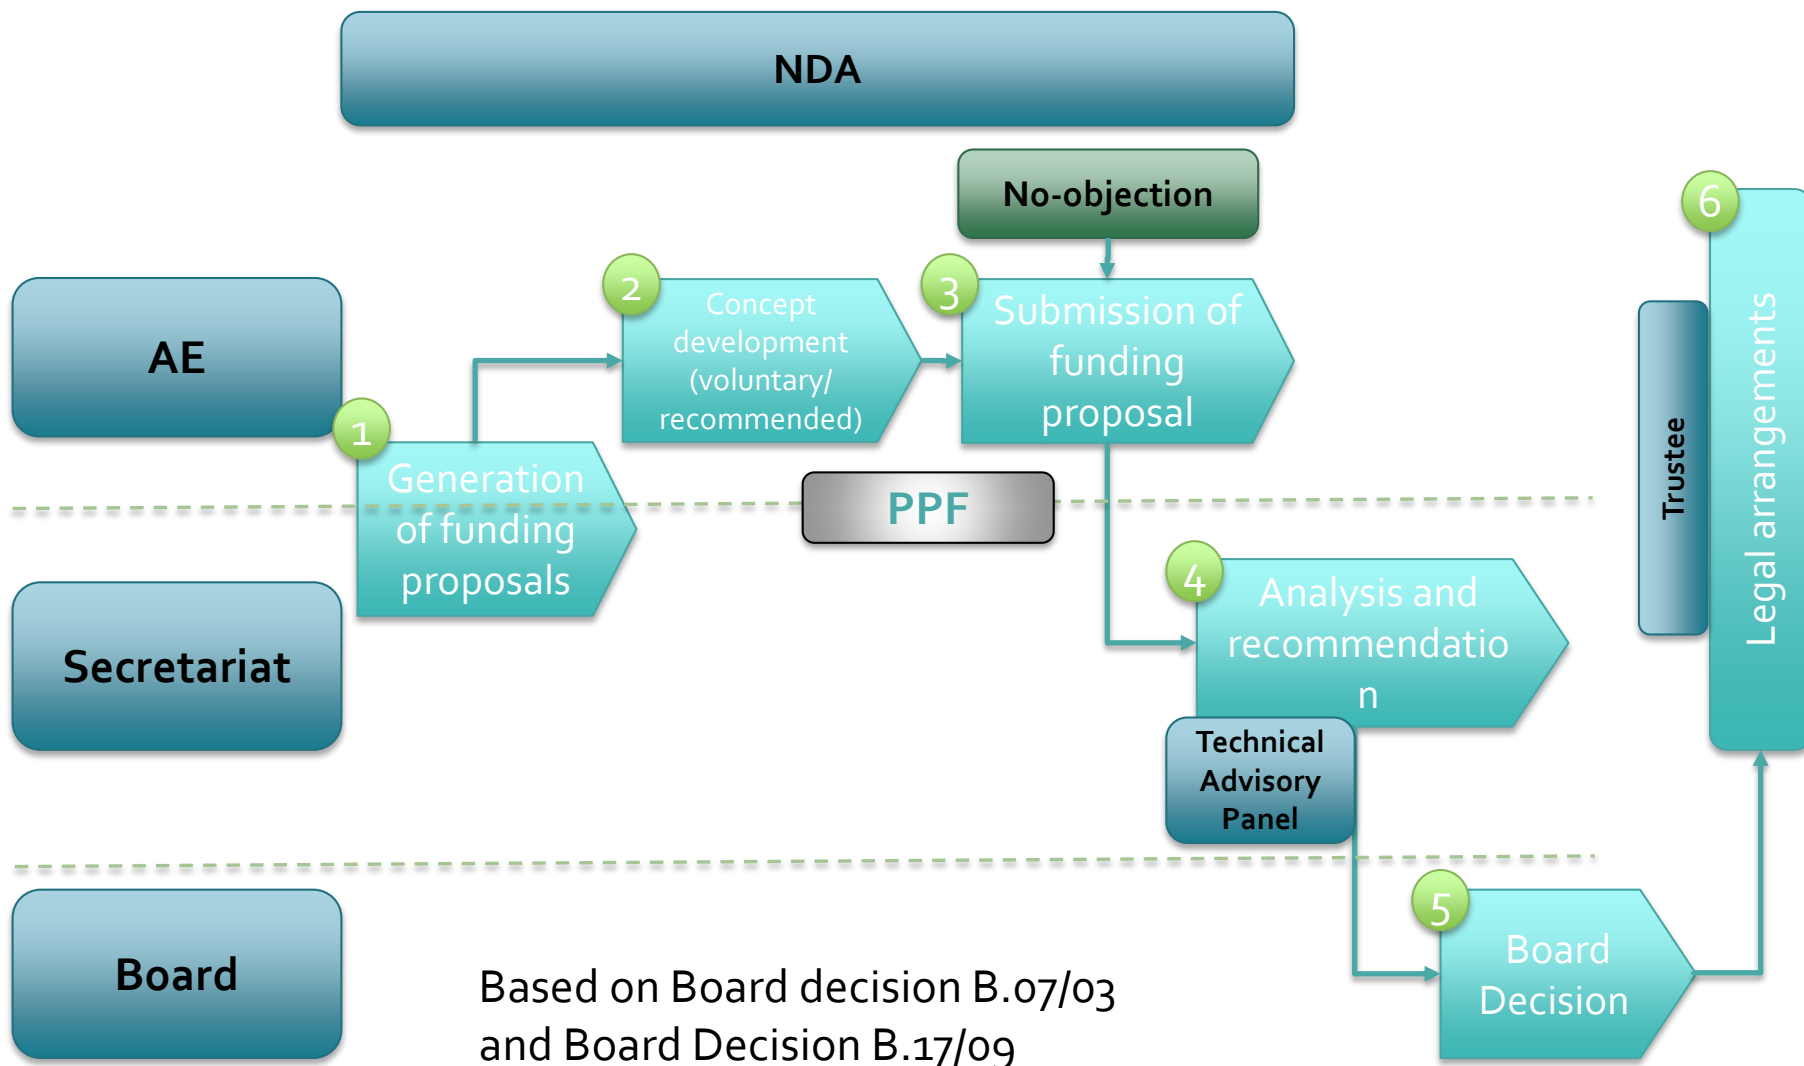 NDA
No-objection
6
2
3
Concept
development
(voluntary/
recommended)
Submission of
funding
proposal
AE
1
Generation
of funding
proposals
PPF
Trustee
Legal arrangements
4
Analysis and
recommendatio
n
Secretariat
Technical
Advisory
Panel
5
Board
Decision
Board
Based on Board decision B.07/03
and Board Decision B.17/09